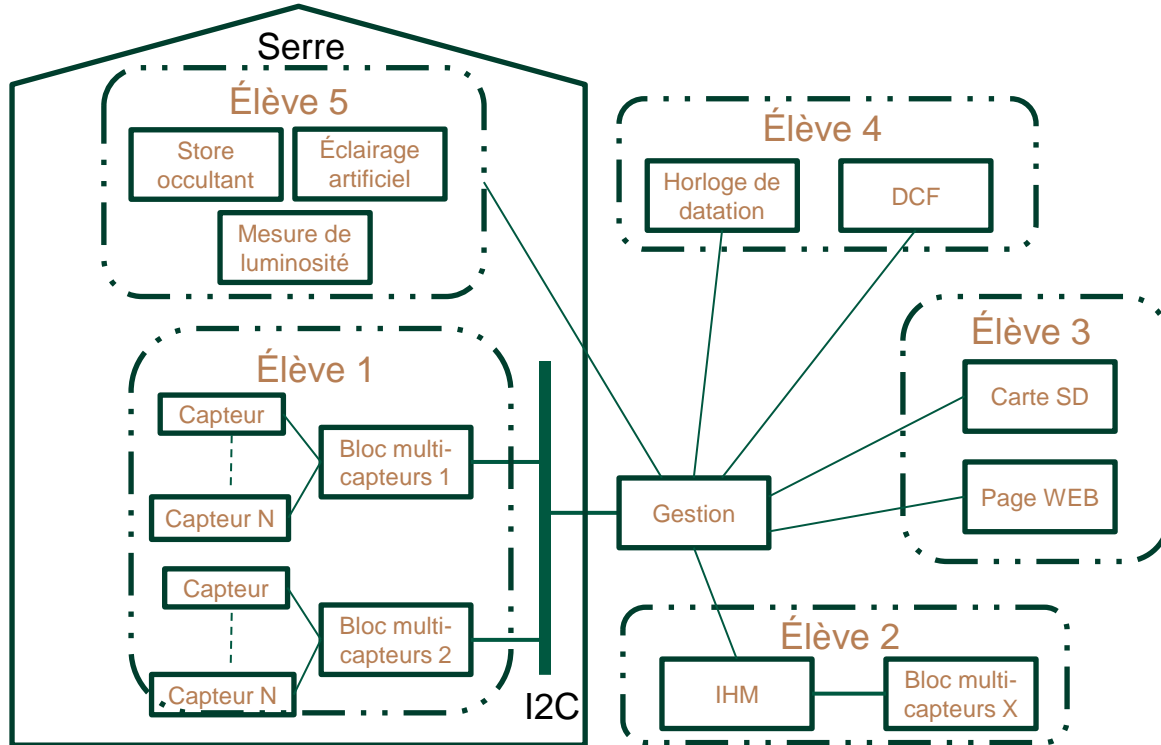 Serre
Élève 5
Store
occultant
Éclairage
artificiel
Mesure de
luminosité
Élève 4
Horloge de
datation
DCF
Élève 3
Carte SD
Page WEB
Élève 1
Capteur
Bloc multi-
capteurs 1
Capteur N
Capteur
Bloc multi-
capteurs 2
Capteur N
I2C
Gestion
Élève 2
IHM
Bloc multi-
capteurs X